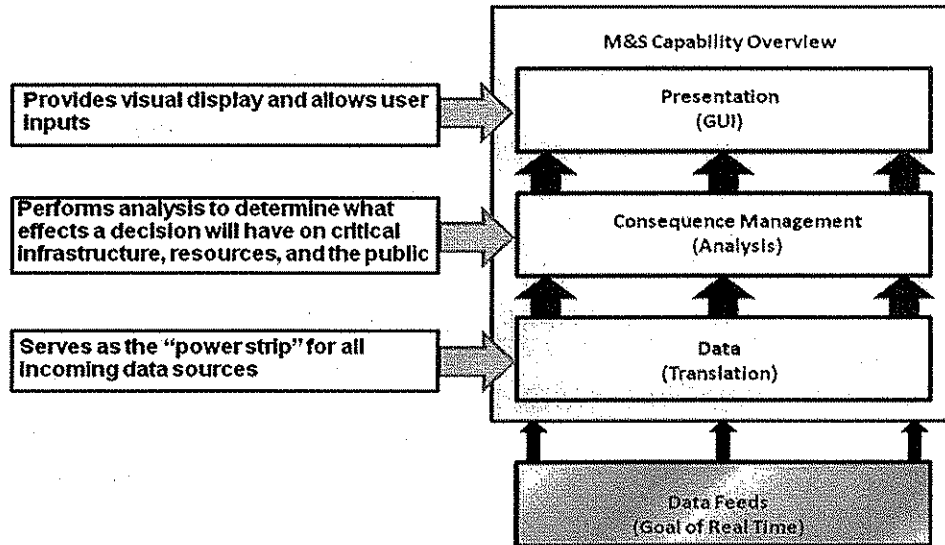 M&S Capability Overview
Provides visual display and allows user
inputs
Presentation
(GUI)
Performs analysis to determine what
effects a decision will have on critical
infrastructure, resources, and the public
Consequence Management
(Analysis)
Serves as the “power strip” for all
incoming data sources
Data
(Translation)
Data Feeds
(Goal of Real Time)